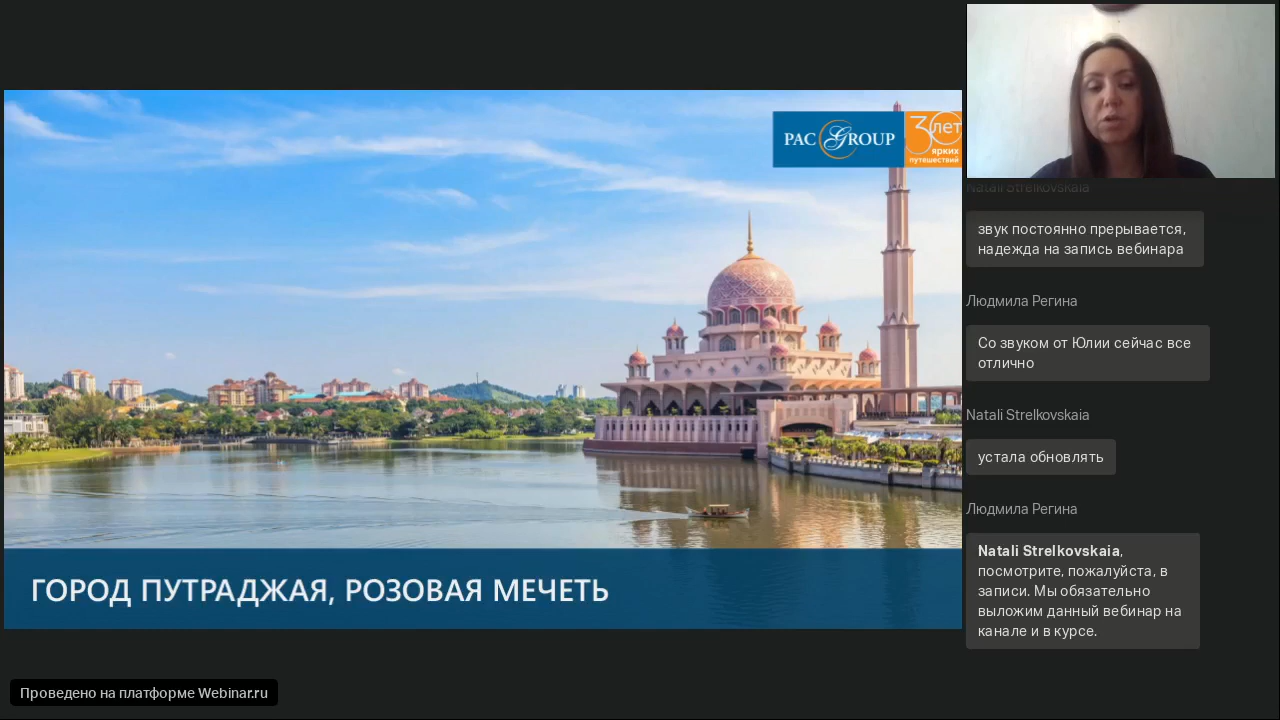 PAC GROUP
30 лет
ярких
путешествий
ГОРОД ПУТРАДЖАЯ, РОЗОВАЯ МЕЧЕТЬ
Проведено на платформе Webinar.ru
Natali Strelkovskaia
звук постоянно прерывается,
надежда на запись вебинара
Людмила Регина
Со звуком от Юлии сейчас все
отлично
Natali Strelkovskaia
устала обновлять
Людмила Регина
Natali Strelkovskaia,
посмотрите, пожалуйста, в
записи. Мы обязательно
выложим данный вебинар на
канале и в курсе.